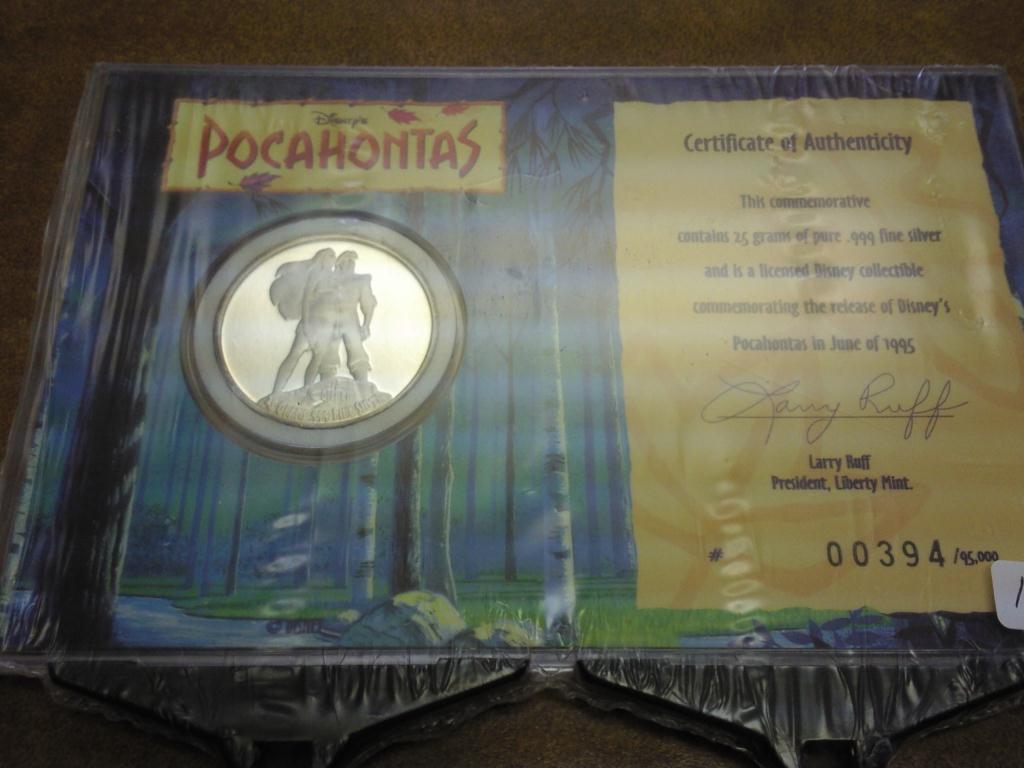 Disney's
POCAHONTAS
Certificate of Authenticity
This commemorative
contains 25 grams of pure .999 fine silver
and is a licensed Disney collectible
commemorating the release of Disney's
Pocahontas in June of 1995
Larry Ruff
Larry Ruff
President, Liberty Mint.
# 00394 /95,000